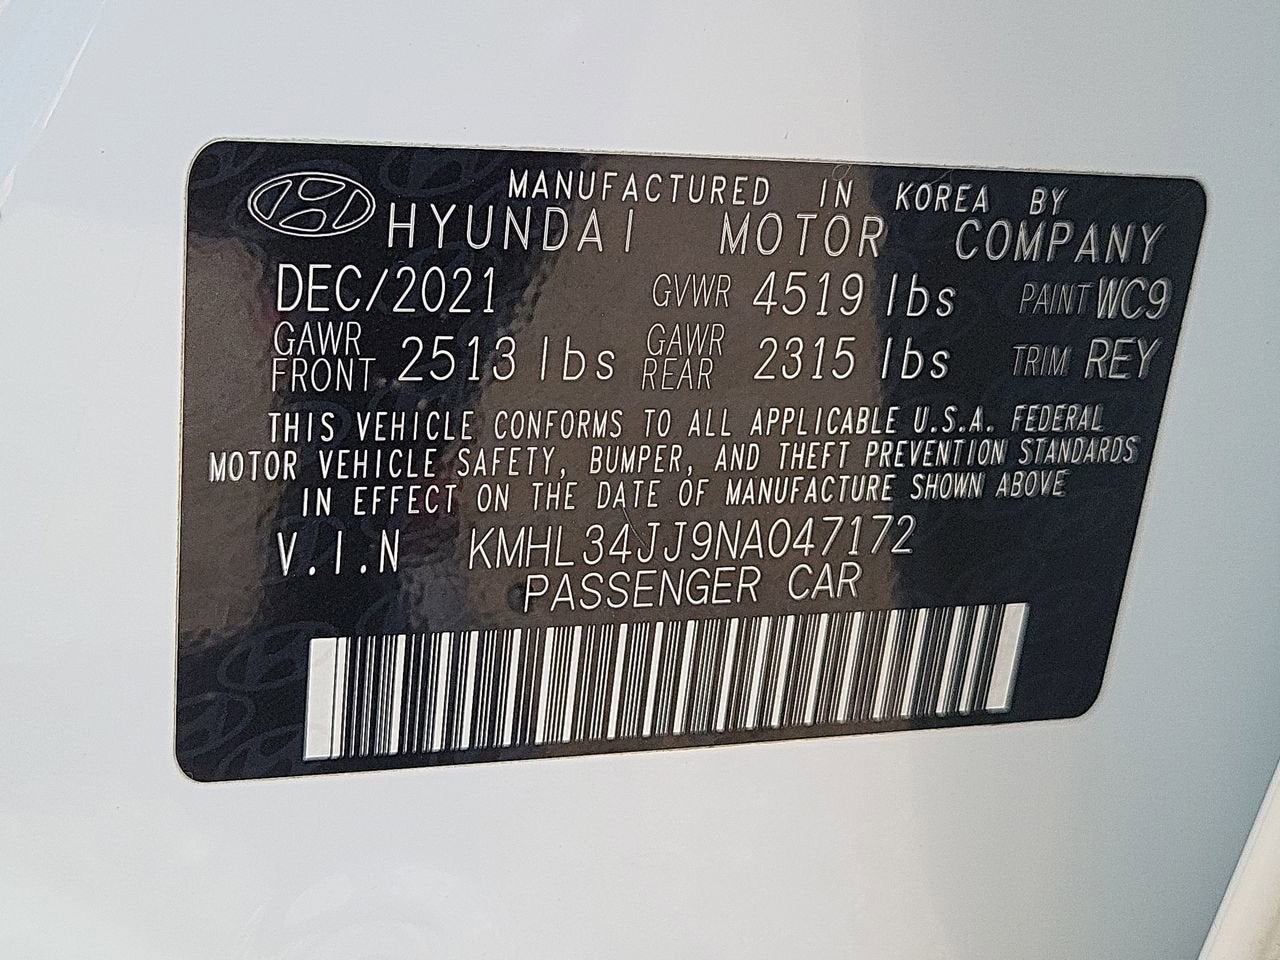 MANUFACTURED IN KOREA BY
HYUNDAI MOTOR COMPANY
DEC/2021 GVWR 4519 lbs PAINT WC9
GAWR FRONT 2513 lbs GAWR REAR 2315 lbs TRIM REY
THIS VEHICLE CONFORMS TO ALL APPLICABLE U.S.A. FEDERAL
MOTOR VEHICLE SAFETY, BUMPER, AND THEFT PREVENTION STANDARDS
IN EFFECT ON THE DATE OF MANUFACTURE SHOWN ABOVE
V.I.N KMHL34JJ9NA047172
PASSENGER CAR